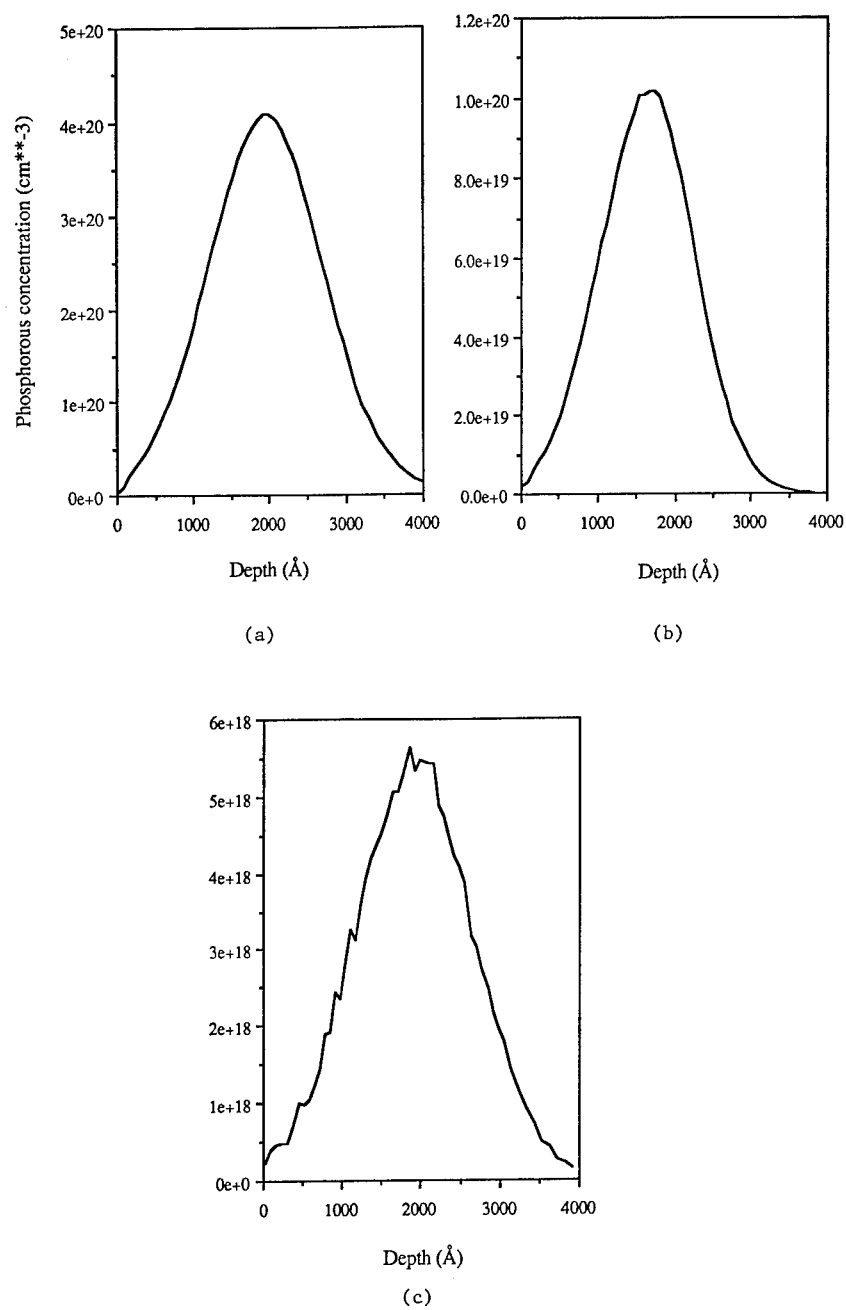 Phosphorous concentration (cm**-3)
5e+20
4e+20
3e+20
2e+20
1e+20
0e+0
0 1000 2000 3000 4000
Depth (Å)
(a)
1.2e+20
1.0e+20
8.0e+19
6.0e+19
4.0e+19
2.0e+19
0.0e+0
0 1000 2000 3000 4000
Depth (Å)
(b)
6e+18
5e+18
4e+18
3e+18
2e+18
1e+18
0e+0
0 1000 2000 3000 4000
Depth (Å)
(c)